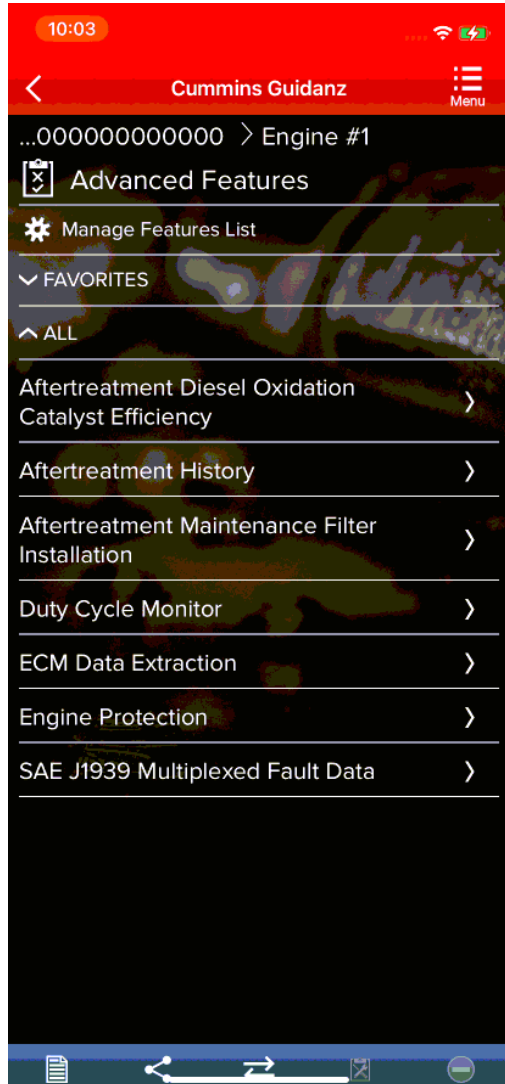 10:03
Cummins Guidanz
Menu
...000000000000 > Engine #1
Advanced Features
Manage Features List
FAVORITES
ALL
Aftertreatment Diesel Oxidation
Catalyst Efficiency
Aftertreatment History
Aftertreatment Maintenance Filter
Installation
Duty Cycle Monitor
ECM Data Extraction
Engine Protection
SAE J1939 Multiplexed Fault Data